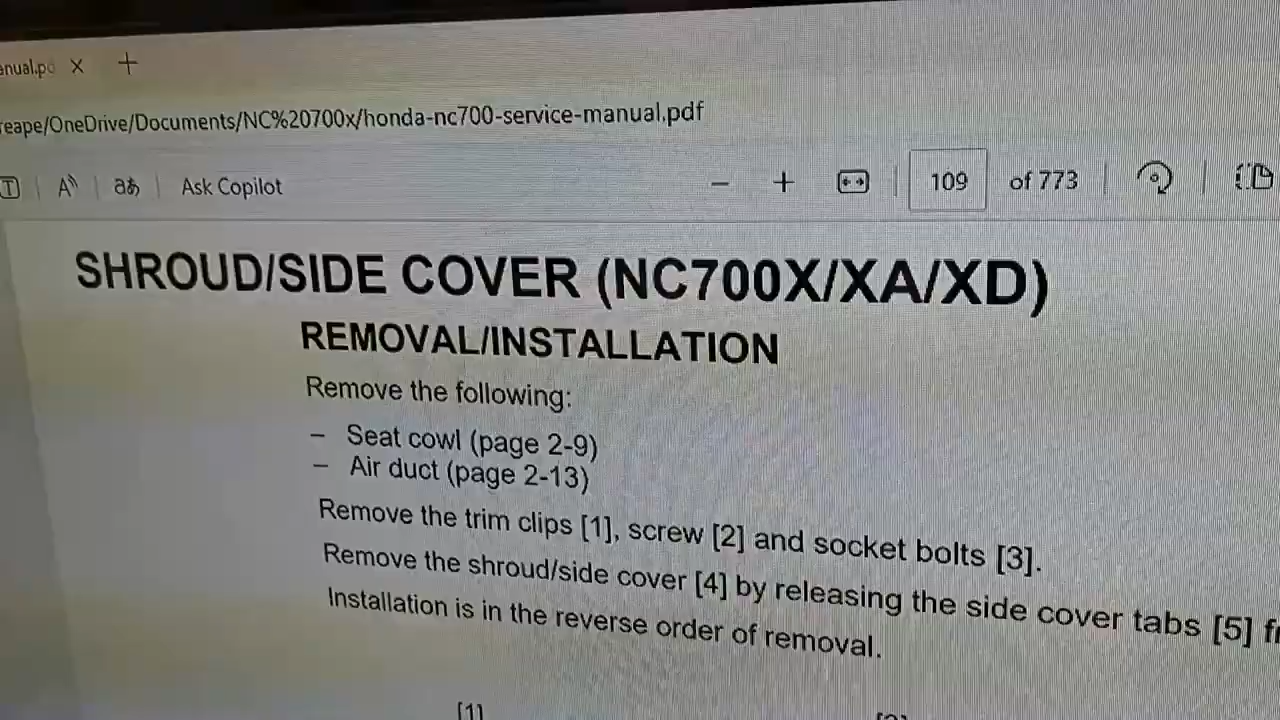 anual.pd
reape/OneDrive/Documents/NC%20700x/honda-nc700-service-manual.pdf
Ask Copilot 109 of 773
SHROUD/SIDE COVER (NC700X/XA/XD)
REMOVAL/INSTALLATION
Remove the following:
– Seat cowl (page 2-9)
– Air duct (page 2-13)
Remove the trim clips [1], screw [2] and socket bolts [3].
Remove the shroud/side cover [4] by releasing the side cover tabs [5] fr
Installation is in the reverse order of removal.
[1]